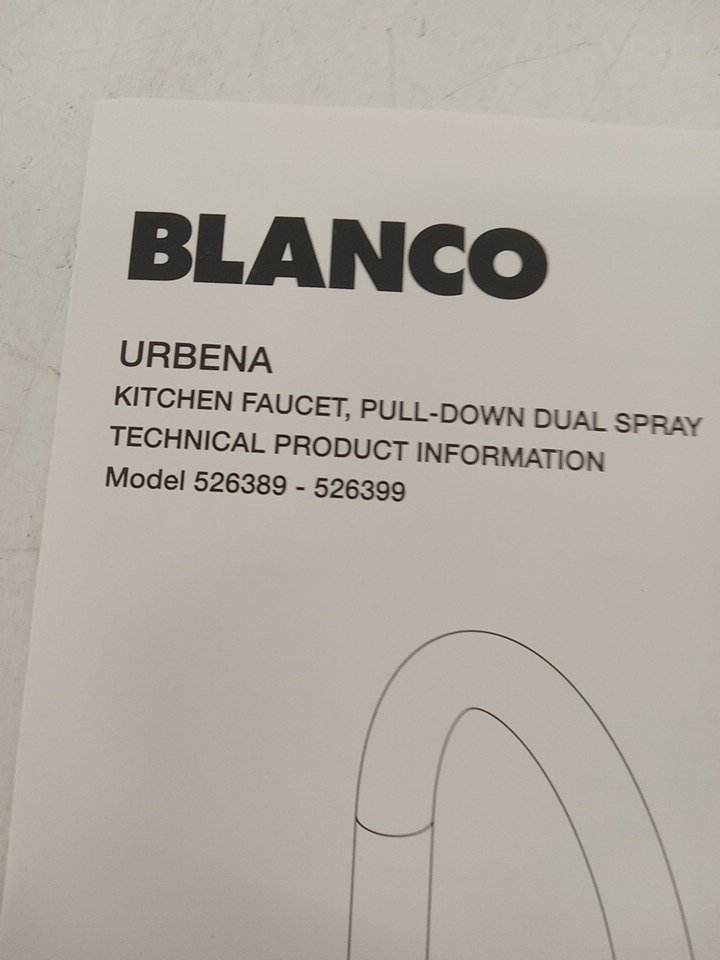 BLANCO
URBENA
KITCHEN FAUCET, PULL-DOWN DUAL SPRAY
TECHNICAL PRODUCT INFORMATION
Model 526389 - 526399